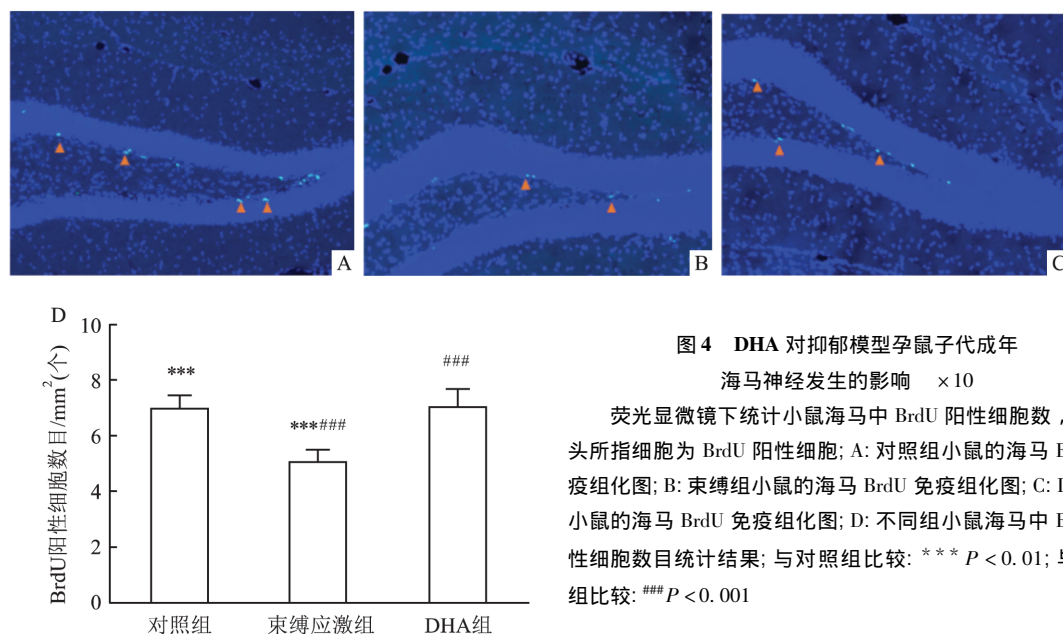 A
B
C
D
BrdU阳性细胞数目/mm²(个)
10
8
6
4
2
0
***
***###
###
对照组
束缚应激组
DHA组
图4 DHA 对抑郁模型孕鼠子代成年
海马神经发生的影响 ×10
荧光显微镜下统计小鼠海马中 BrdU 阳性细胞数,
头所指细胞为 BrdU 阳性细胞; A: 对照组小鼠的海马
疫组化图; B: 束缚组小鼠的海马 BrdU 免疫组化图; C:
小鼠的海马 BrdU 免疫组化图; D: 不同组小鼠海马中
性细胞数目统计结果; 与对照组比较: ***P < 0. 01;
组比较: ###P < 0. 001